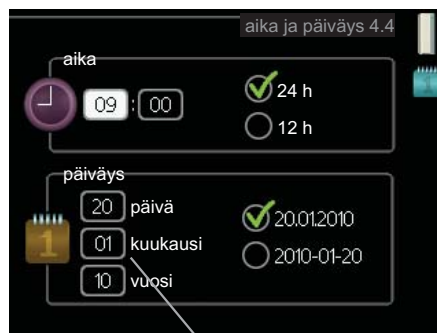 aika ja päiväys 4.4
aika
09 : 00
24 h
12 h
päiväys
20 päivä
01 kuukausi
10 vuosi
20.01.2010
2010-01-20
1